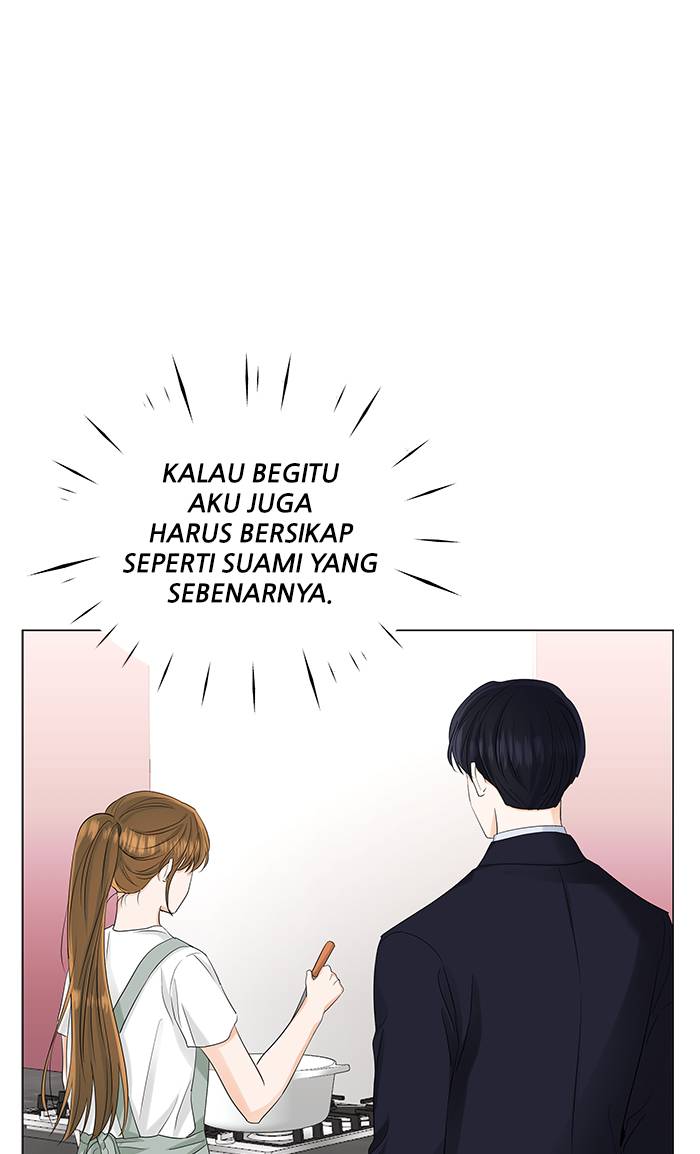 KALAU BEGITU
AKU JUGA
HARUS BERSIKAP
SEPERTI SUAMI YANG
SEBENARNYA.